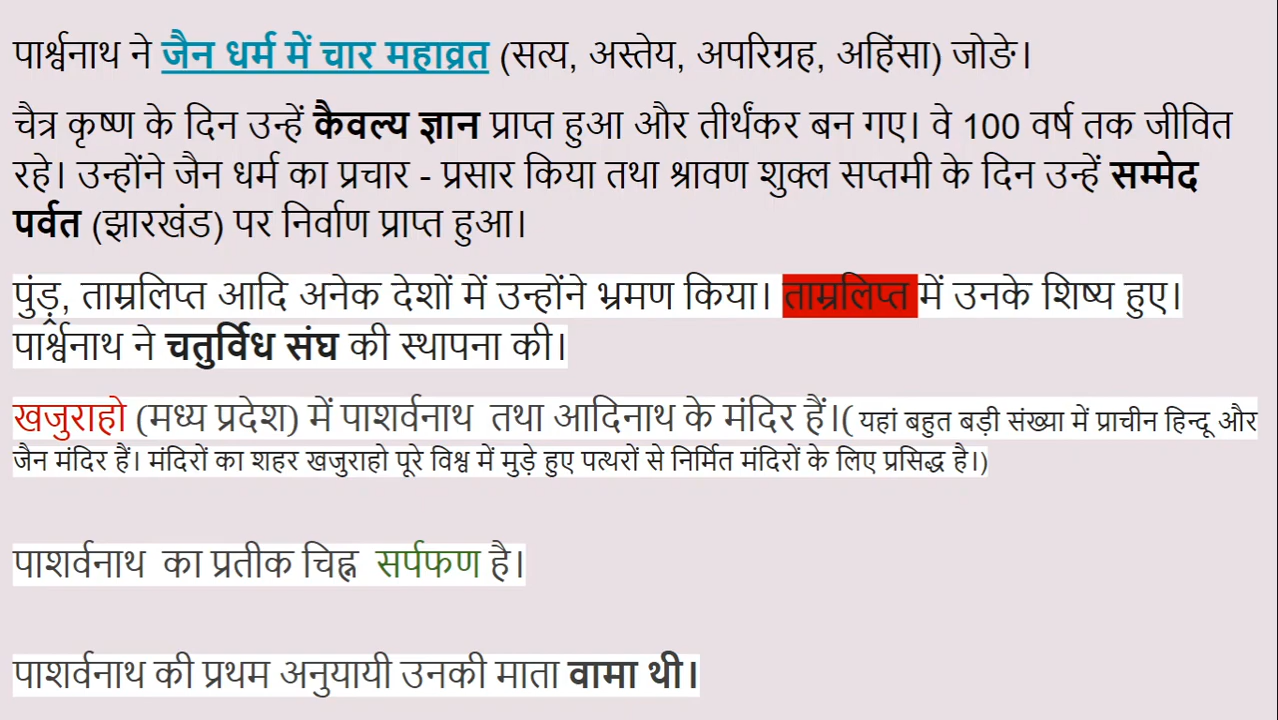 पार्श्वनाथ ने जैन धर्म में चार महाव्रत (सत्य, अस्तेय, अपरिग्रह, अहिंसा) जोङे।
चैत्र कृष्ण के दिन उन्हें कैवल्य ज्ञान प्राप्त हुआ और तीर्थंकर बन गए। वे 100 वर्ष तक जीवित
रहे। उन्होंने जैन धर्म का प्रचार - प्रसार किया तथा श्रावण शुक्ल सप्तमी के दिन उन्हें सम्मेद
पर्वत (झारखंड) पर निर्वाण प्राप्त हुआ।
पुंड़्र, ताम्रलिप्त आदि अनेक देशों में उन्होंने भ्रमण किया। ताम्रलिप्त में उनके शिष्य हुए।
पार्श्वनाथ ने चतुर्विध संघ की स्थापना की।
खजुराहो (मध्य प्रदेश) में पाशर्वनाथ तथा आदिनाथ के मंदिर हैं।( यहां बहुत बड़ी संख्या में प्राचीन हिन्दू और
जैन मंदिर हैं। मंदिरों का शहर खजुराहो पूरे विश्व में मुड़े हुए पत्थरों से निर्मित मंदिरों के लिए प्रसिद्ध है।)
पाशर्वनाथ का प्रतीक चिह्न सर्पफण है।
पाशर्वनाथ की प्रथम अनुयायी उनकी माता वामा थी।